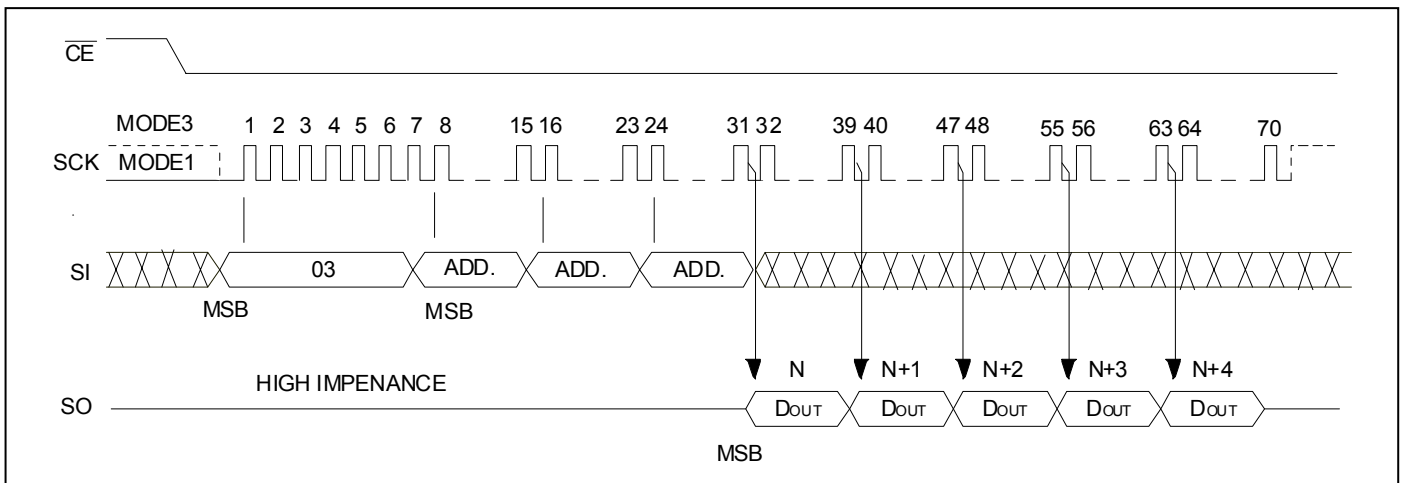 CE
MODE3 1 2 3 4 5 6 7 8 15 16 23 24 31 32 39 40 47 48 55 56 63 64 70
SCK MODE1
SI 03 ADD. ADD. ADD.
MSB MSB
HIGH IMPENANCE N N+1 N+2 N+3 N+4
SO DOUT DOUT DOUT DOUT DOUT
MSB